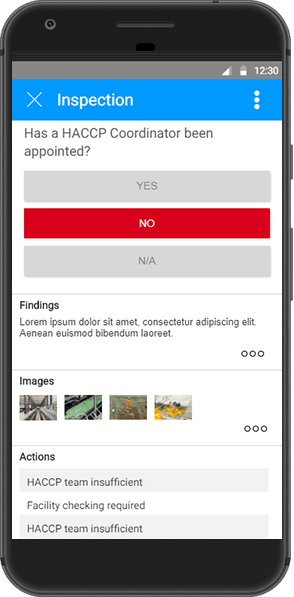 12:30
Inspection
Has a HACCP Coordinator been
appointed?
YES
NO
N/A
Findings
Lorem ipsum dolor sit amet, consectetur adipiscing elit.
Aenean euismod bibendum laoreet.
Images
Actions
HACCP team insufficient
Facility checking required
HACCP team insufficient